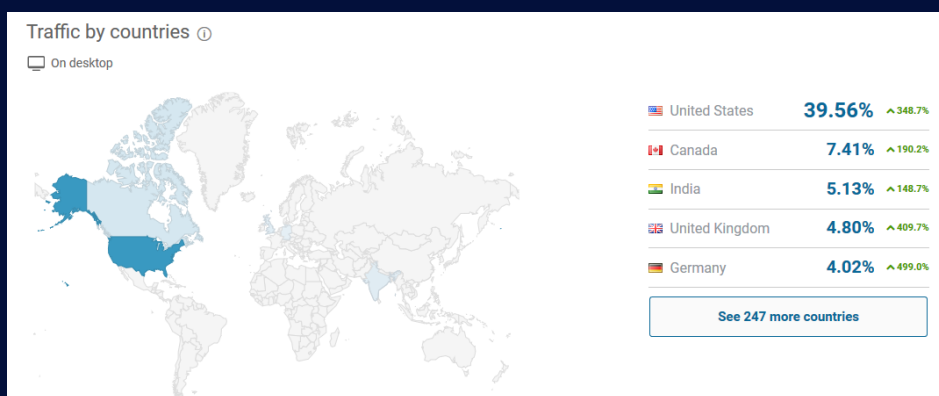 Traffic by countries
On desktop
United States 39.56% 348.7%
Canada 7.41% 190.2%
India 5.13% 148.7%
United Kingdom 4.80% 409.7%
Germany 4.02% 499.0%
See 247 more countries